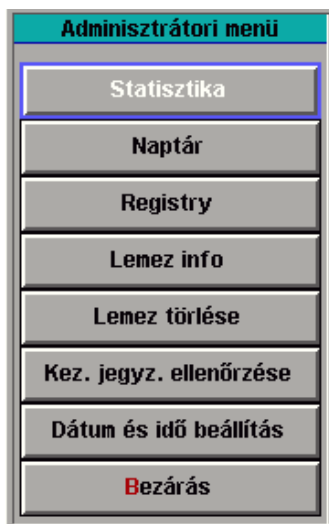 Adminisztrátori menü
Statisztika
Naptár
Registry
Lemez info
Lemez törlése
Kez. jegyz. ellenőrzése
Dátum és idő beállítás
Bezárás